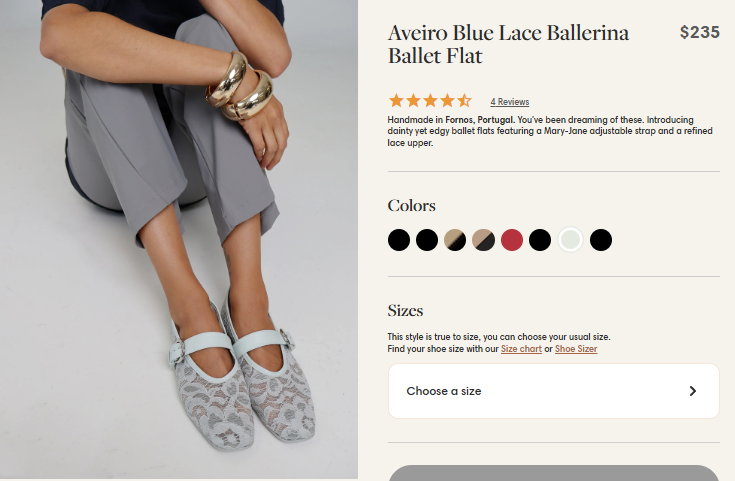 Aveiro Blue Lace Ballerina
Ballet Flat
$235
4 Reviews
Handmade in Fornos, Portugal. You've been dreaming of these. Introducing
dainty yet edgy ballet flats featuring a Mary-Jane adjustable strap and a refined
lace upper.
Colors
Sizes
This style is true to size, you can choose your usual size.
Find your shoe size with our Size chart or Shoe Sizer
Choose a size